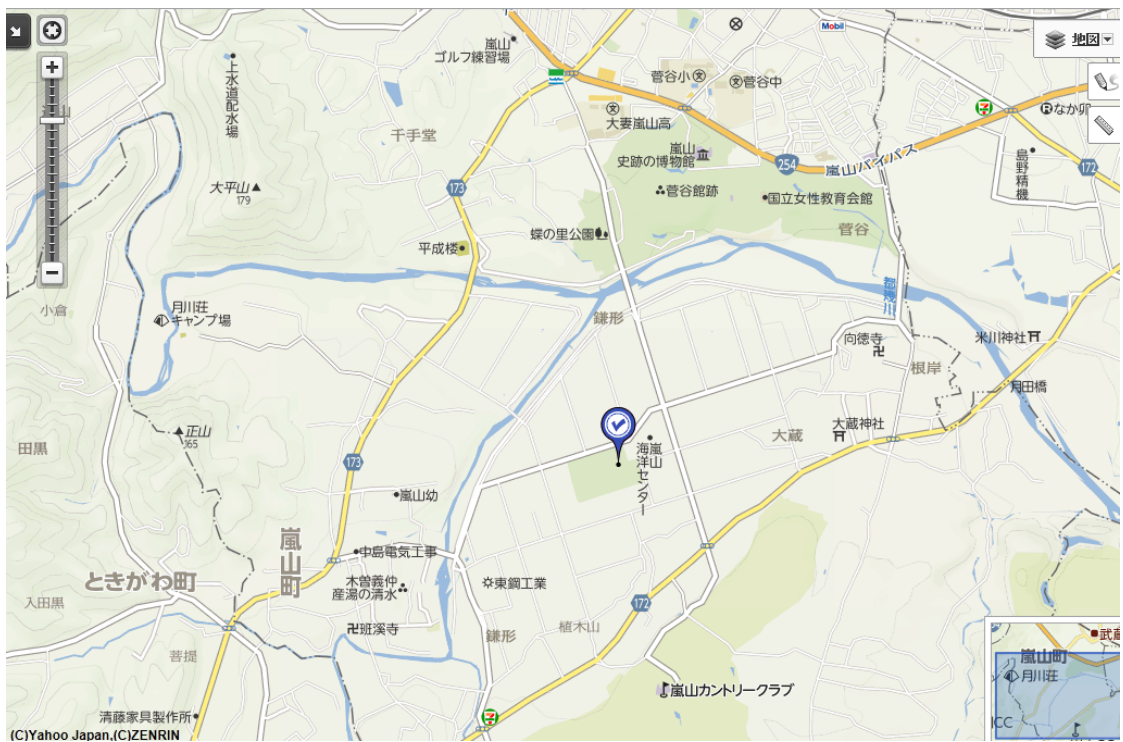 地図
Mobil
嵐山
ゴルフ練習場
菅谷小
菅谷中
上水道配水場
なか卯
大妻嵐山高
千手堂
嵐山
史跡の博物館
嵐山バイパス
254
島野精機
172
大平山
179
173
菅谷館跡
国立女性教育会館
蝶の里公園
菅谷
平成楼
小倉
月川荘
キャンプ場
鎌形
都幾川
向徳寺
米川神社
根岸
月田橋
正山
165
田黒
大蔵
大蔵神社
嵐山
海洋センター
173
嵐山幼
嵐山町
中島電気工事
ときがわ町
木曽義仲
産湯の清水
東鋼工業
入田黒
172
班溪寺
鎌形
植木山
菩提
嵐山町
月川荘
嵐山カントリークラブ
清藤家具製作所
(C)Yahoo Japan,(C)ZENRIN